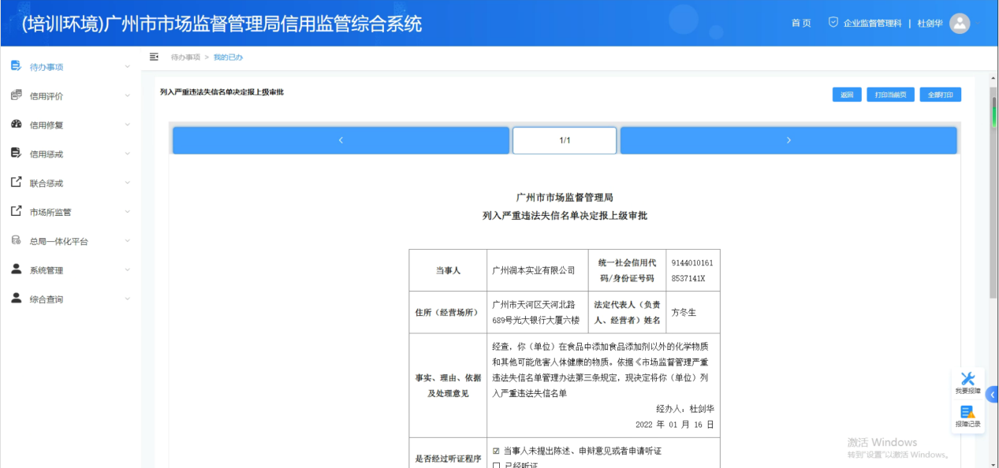 (培训环境)广州市市场监督管理局信用监管综合系统
首页 企业监督管理科 | 杜剑华
待办事项
信用评价
信用修复
信用惩戒
联合惩戒
市场所监管
总局一体化平台
系统管理
综合查询
待办事项 > 我的已办
列入严重违法失信名单决定报上级审批
返回 打印当前页 全部打印
< 1/1 >
广州市市场监督管理局
列入严重违法失信名单决定报上级审批
当事人
广州润本实业有限公司
统一社会信用代
码/身份证号码
9144010161
8537141X
住所（经营场所）
广州市天河区天河北路
689号光大银行大厦六楼
法定代表人（负责
人、经营者）姓名
方冬生
事实、理由、依据
及处理意见
经查，你（单位）在食品中添加食品添加剂以外的化学物质
和其他可能危害人体健康的物质。依据《市场监督管理严重
违法失信名单管理办法第三条规定，现决定将你（单位）列
入严重违法失信名单
经办人：杜剑华
2022 年 01 月 16 日
是否经过听证程序
☑ 当事人未提出陈述、申辩意见或者申请听证
☐ 已经听证
我要报障
报障记录
激活 Windows
转到"设置"以激活 Windows。